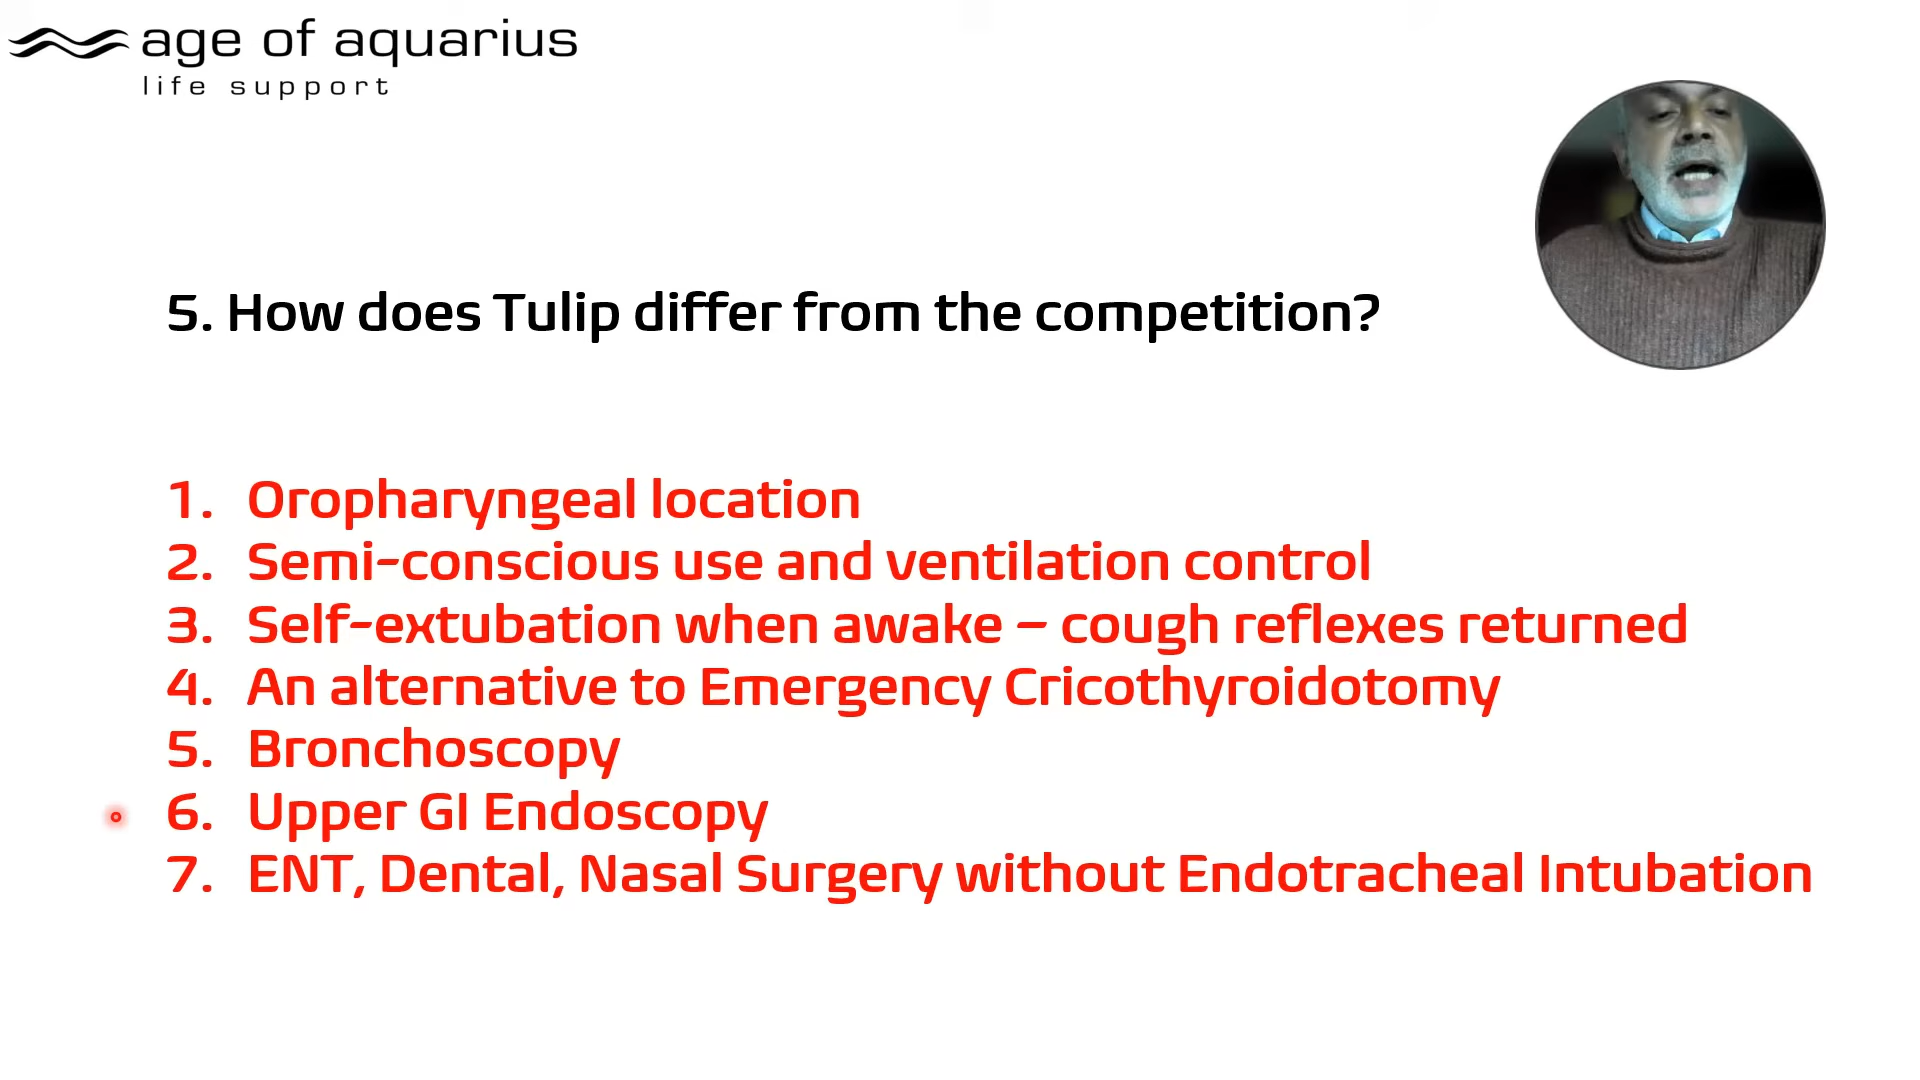 age of aquarius
life support
5. How does Tulip differ from the competition?
1. Oropharyngeal location
2. Semi-conscious use and ventilation control
3. Self-extubation when awake – cough reflexes returned
4. An alternative to Emergency Cricothyroidotomy
5. Bronchoscopy
6. Upper GI Endoscopy
7. ENT, Dental, Nasal Surgery without Endotracheal Intubation